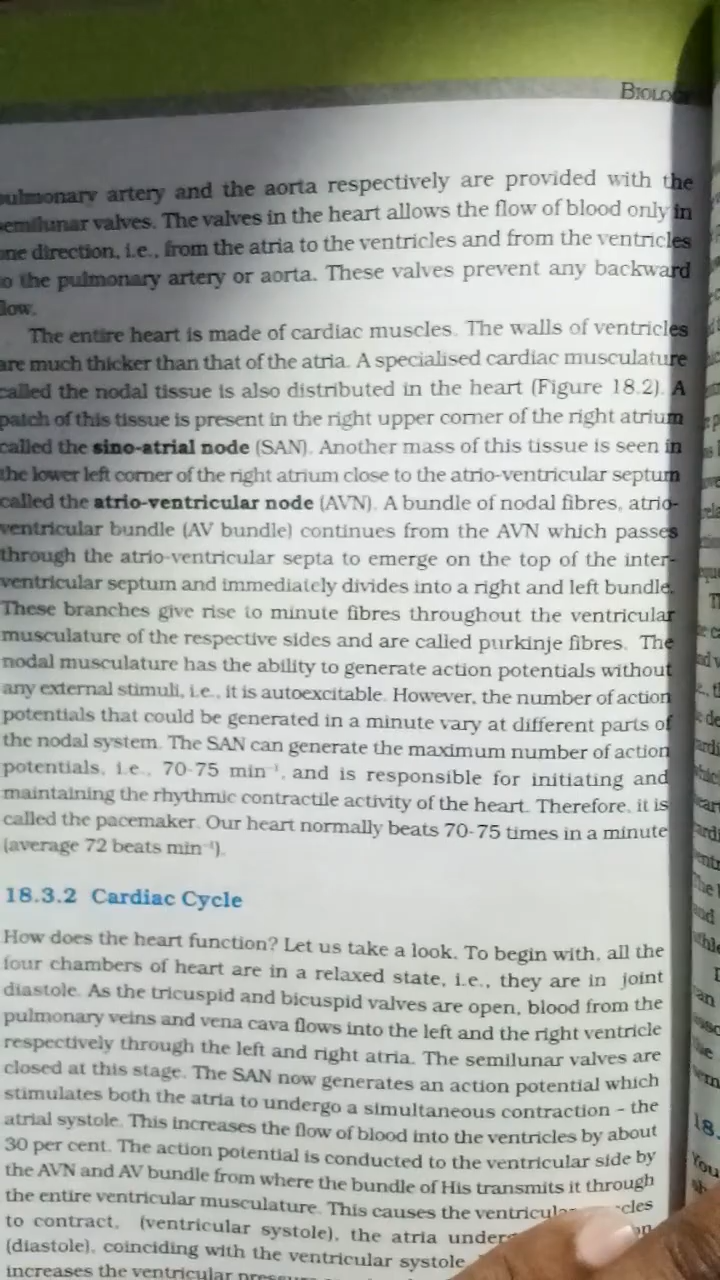 BIOLO
pulmonary artery and the aorta respectively are provided with the
semilunar valves. The valves in the heart allows the flow of blood only in
one direction, i.e., from the atria to the ventricles and from the ventricles
to the pulmonary artery or aorta. These valves prevent any backward
flow.
The entire heart is made of cardiac muscles. The walls of ventricles
are much thicker than that of the atria. A specialised cardiac musculature
called the nodal tissue is also distributed in the heart (Figure 18.2). A
patch of this tissue is present in the right upper corner of the right atrium
called the sino-atrial node (SAN). Another mass of this tissue is seen in
the lower left corner of the right atrium close to the atrio-ventricular septum
called the atrio-ventricular node (AVN). A bundle of nodal fibres, atrio-
ventricular bundle (AV bundle) continues from the AVN which passes
through the atrio-ventricular septa to emerge on the top of the inter-
ventricular septum and immediately divides into a right and left bundle.
These branches give rise to minute fibres throughout the ventricular
musculature of the respective sides and are called purkinje fibres. The
nodal musculature has the ability to generate action potentials without
any external stimuli, i.e., it is autoexcitable. However, the number of action
potentials that could be generated in a minute vary at different parts of
the nodal system. The SAN can generate the maximum number of action
potentials, i.e., 70-75 min⁻¹, and is responsible for initiating and
maintaining the rhythmic contractile activity of the heart. Therefore, it is
called the pacemaker. Our heart normally beats 70-75 times in a minute
(average 72 beats min⁻¹).
18.3.2 Cardiac Cycle
How does the heart function? Let us take a look. To begin with, all the
four chambers of heart are in a relaxed state, i.e., they are in joint
diastole. As the tricuspid and bicuspid valves are open, blood from the
pulmonary veins and vena cava flows into the left and the right ventricle
respectively through the left and right atria. The semilunar valves are
closed at this stage. The SAN now generates an action potential which
stimulates both the atria to undergo a simultaneous contraction – the
atrial systole. This increases the flow of blood into the ventricles by about
30 per cent. The action potential is conducted to the ventricular side by
the AVN and AV bundle from where the bundle of His transmits it through
the entire ventricular musculature. This causes the ventricular cles
to contract, (ventricular systole), the atria under on
(diastole), coinciding with the ventricular systole.
increases the ventricular
18.
You